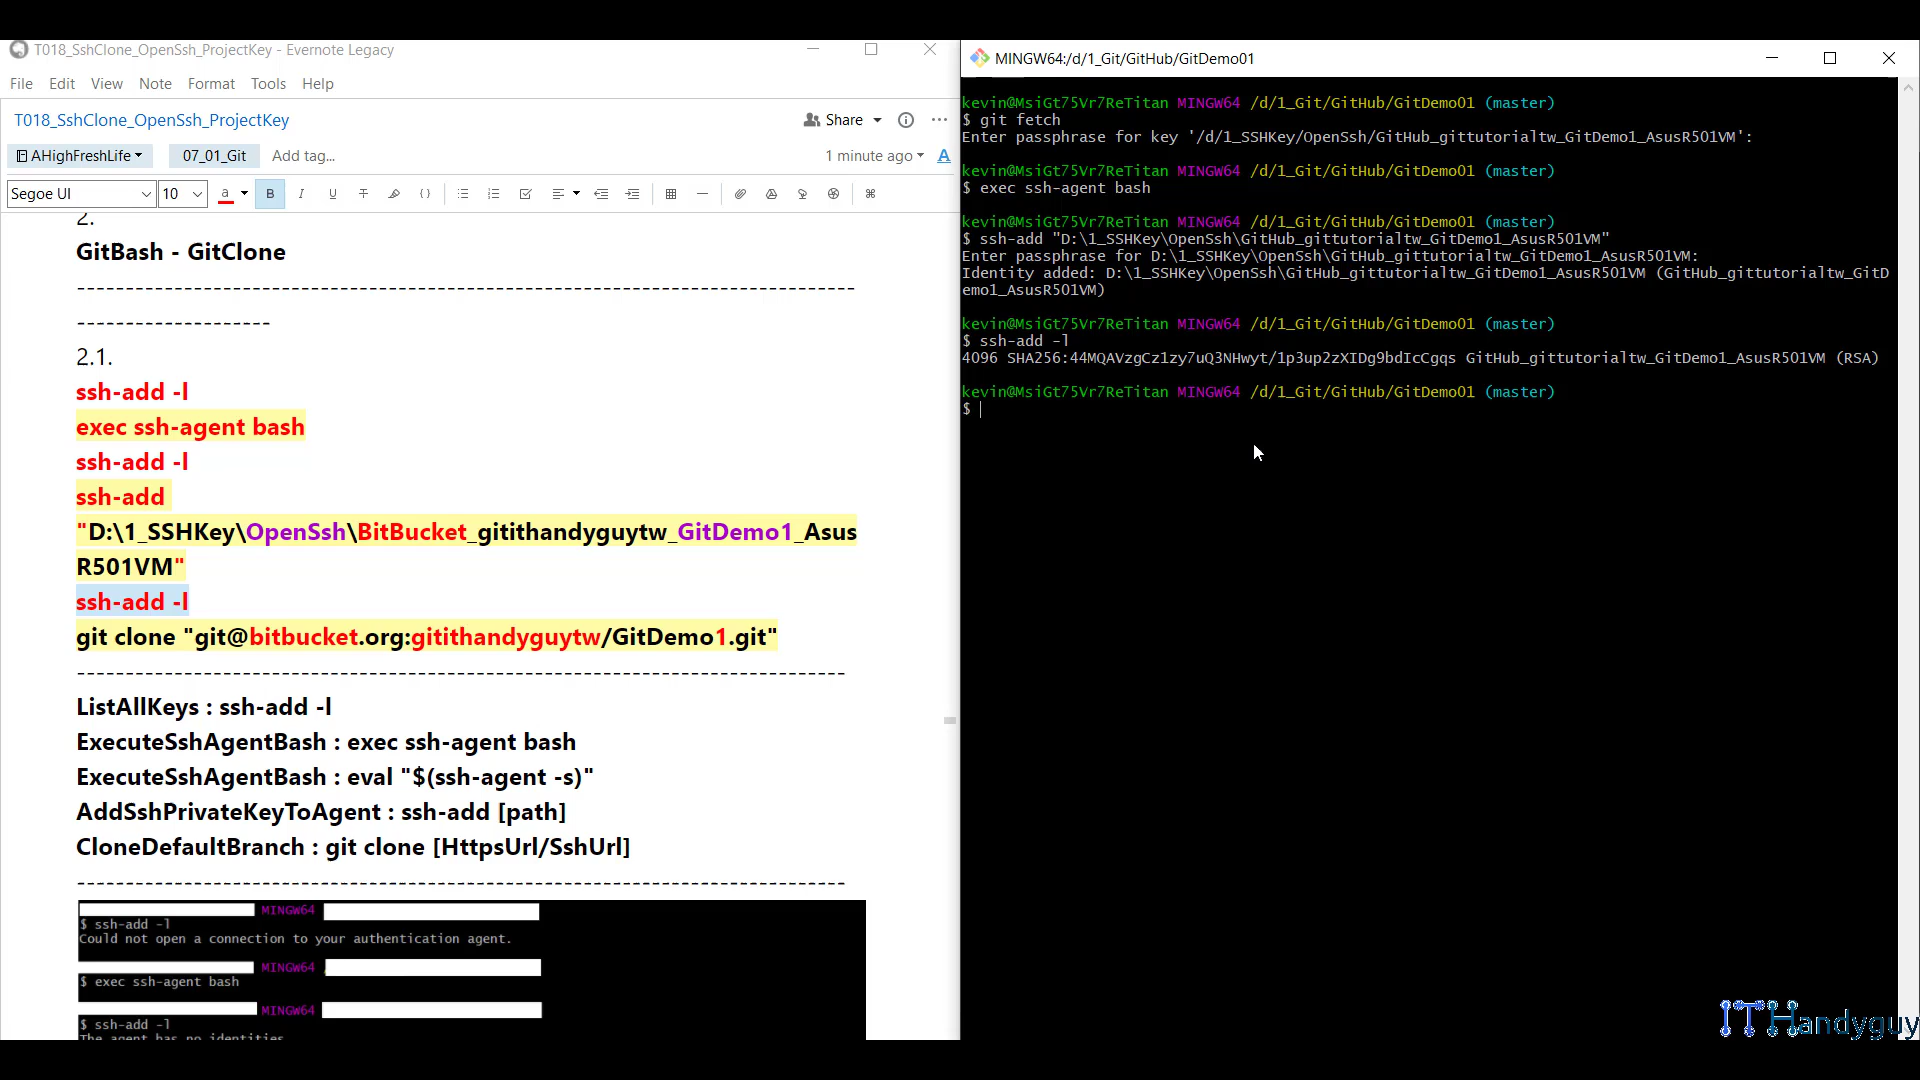 T018_SshClone_OpenSsh_ProjectKey - Evernote Legacy
File Edit View Note Format Tools Help
T018_SshClone_OpenSsh_ProjectKey
Share
AHighFreshLife
07_01_Git
Add tag...
1 minute ago
Segoe UI
10
2.
GitBash - GitClone
--------------------------------------------------------------------------------
--------------------
2.1.
ssh-add -l
exec ssh-agent bash
ssh-add -l
ssh-add
"D:\1_SSHKey\OpenSsh\BitBucket_gitithandyguytw_GitDemo1_Asus
R501VM"
ssh-add -l
git clone "git@bitbucket.org:gitithandyguytw/GitDemo1.git"
-------------------------------------------------------------------------------
ListAllKeys : ssh-add -l
ExecuteSshAgentBash : exec ssh-agent bash
ExecuteSshAgentBash : eval "$(ssh-agent -s)"
AddSshPrivateKeyToAgent : ssh-add [path]
CloneDefaultBranch : git clone [HttpsUrl/SshUrl]
-------------------------------------------------------------------------------
MINGW64
$ ssh-add -l
Could not open a connection to your authentication agent.
MINGW64
$ exec ssh-agent bash
MINGW64
$ ssh-add -l
The agent has no identities
MINGW64:/d/1_Git/GitHub/GitDemo01
kevin@MsiGt75Vr7ReTitan MINGW64 /d/1_Git/GitHub/GitDemo01 (master)
$ git fetch
Enter passphrase for key '/d/1_SSHKey/OpenSsh/GitHub_gittutorialtw_GitDemo1_AsusR501VM':
kevin@MsiGt75Vr7ReTitan MINGW64 /d/1_Git/GitHub/GitDemo01 (master)
$ exec ssh-agent bash
kevin@MsiGt75Vr7ReTitan MINGW64 /d/1_Git/GitHub/GitDemo01 (master)
$ ssh-add "D:\1_SSHKey\OpenSsh\GitHub_gittutorialtw_GitDemo1_AsusR501VM"
Enter passphrase for D:\1_SSHKey\OpenSsh\GitHub_gittutorialtw_GitDemo1_AsusR501VM:
Identity added: D:\1_SSHKey\OpenSsh\GitHub_gittutorialtw_GitDemo1_AsusR501VM (GitHub_gittutorialtw_GitD
emo1_AsusR501VM)
kevin@MsiGt75Vr7ReTitan MINGW64 /d/1_Git/GitHub/GitDemo01 (master)
$ ssh-add -l
4096 SHA256:44MQAVzgCz1zy7uQ3NHwyt/1p3up2zXIDg9bdIcCgqs GitHub_gittutorialtw_GitDemo1_AsusR501VM (RSA)
kevin@MsiGt75Vr7ReTitan MINGW64 /d/1_Git/GitHub/GitDemo01 (master)
$
ITHandyguy